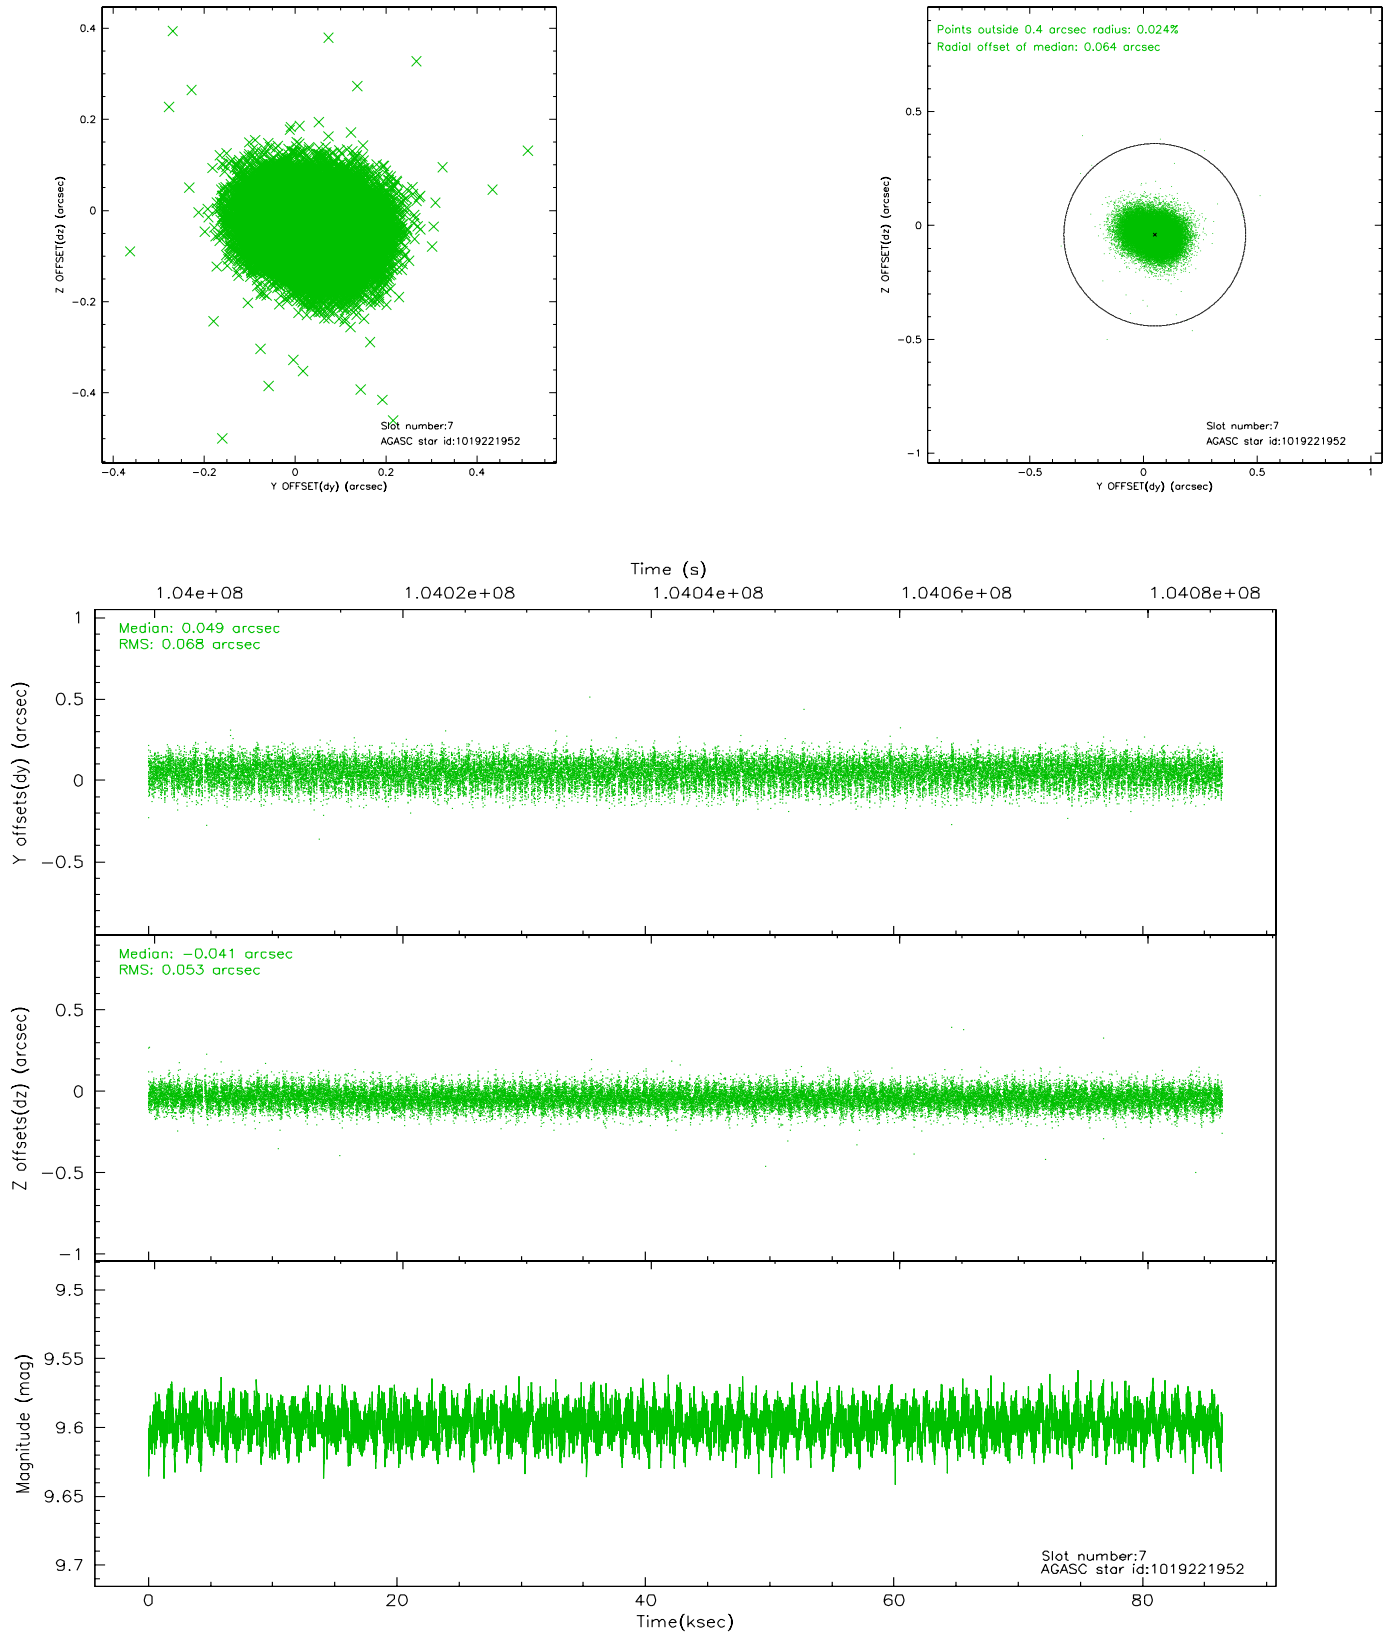 0.4
0.2
0
−0.2
−0.4
Z OFFSET(dz) (arcsec)
Slot number:7
AGASC star id:1019221952
−0.4 −0.2 0 0.2 0.4
Y OFFSET(dy) (arcsec)
Points outside 0.4 arcsec radius: 0.024%
Radial offset of median: 0.064 arcsec
0.5
0
−0.5
−1
Z OFFSET(dz) (arcsec)
Slot number:7
AGASC star id:1019221952
−0.5 0 0.5 1
Y OFFSET(dy) (arcsec)
Time (s)
1.04e+08 1.0402e+08 1.0404e+08 1.0406e+08 1.0408e+08
Median: 0.049 arcsec
RMS: 0.068 arcsec
1
0.5
0
−0.5
Y offsets(dy) (arcsec)
Median: −0.041 arcsec
RMS: 0.053 arcsec
0.5
0
−0.5
−1
Z offsets(dz) (arcsec)
9.5
9.55
9.6
9.65
9.7
Magnitude (mag)
Slot number:7
AGASC star id:1019221952
0 20 40 60 80
Time(ksec)